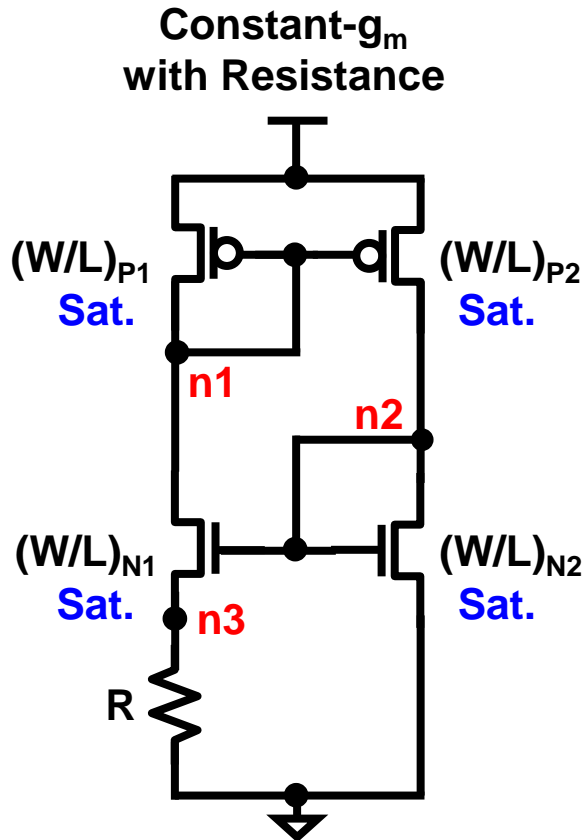 Constant-gm
with Resistance
(W/L)P1
Sat.
(W/L)P2
Sat.
n1
n2
(W/L)N1
Sat.
(W/L)N2
Sat.
n3
R